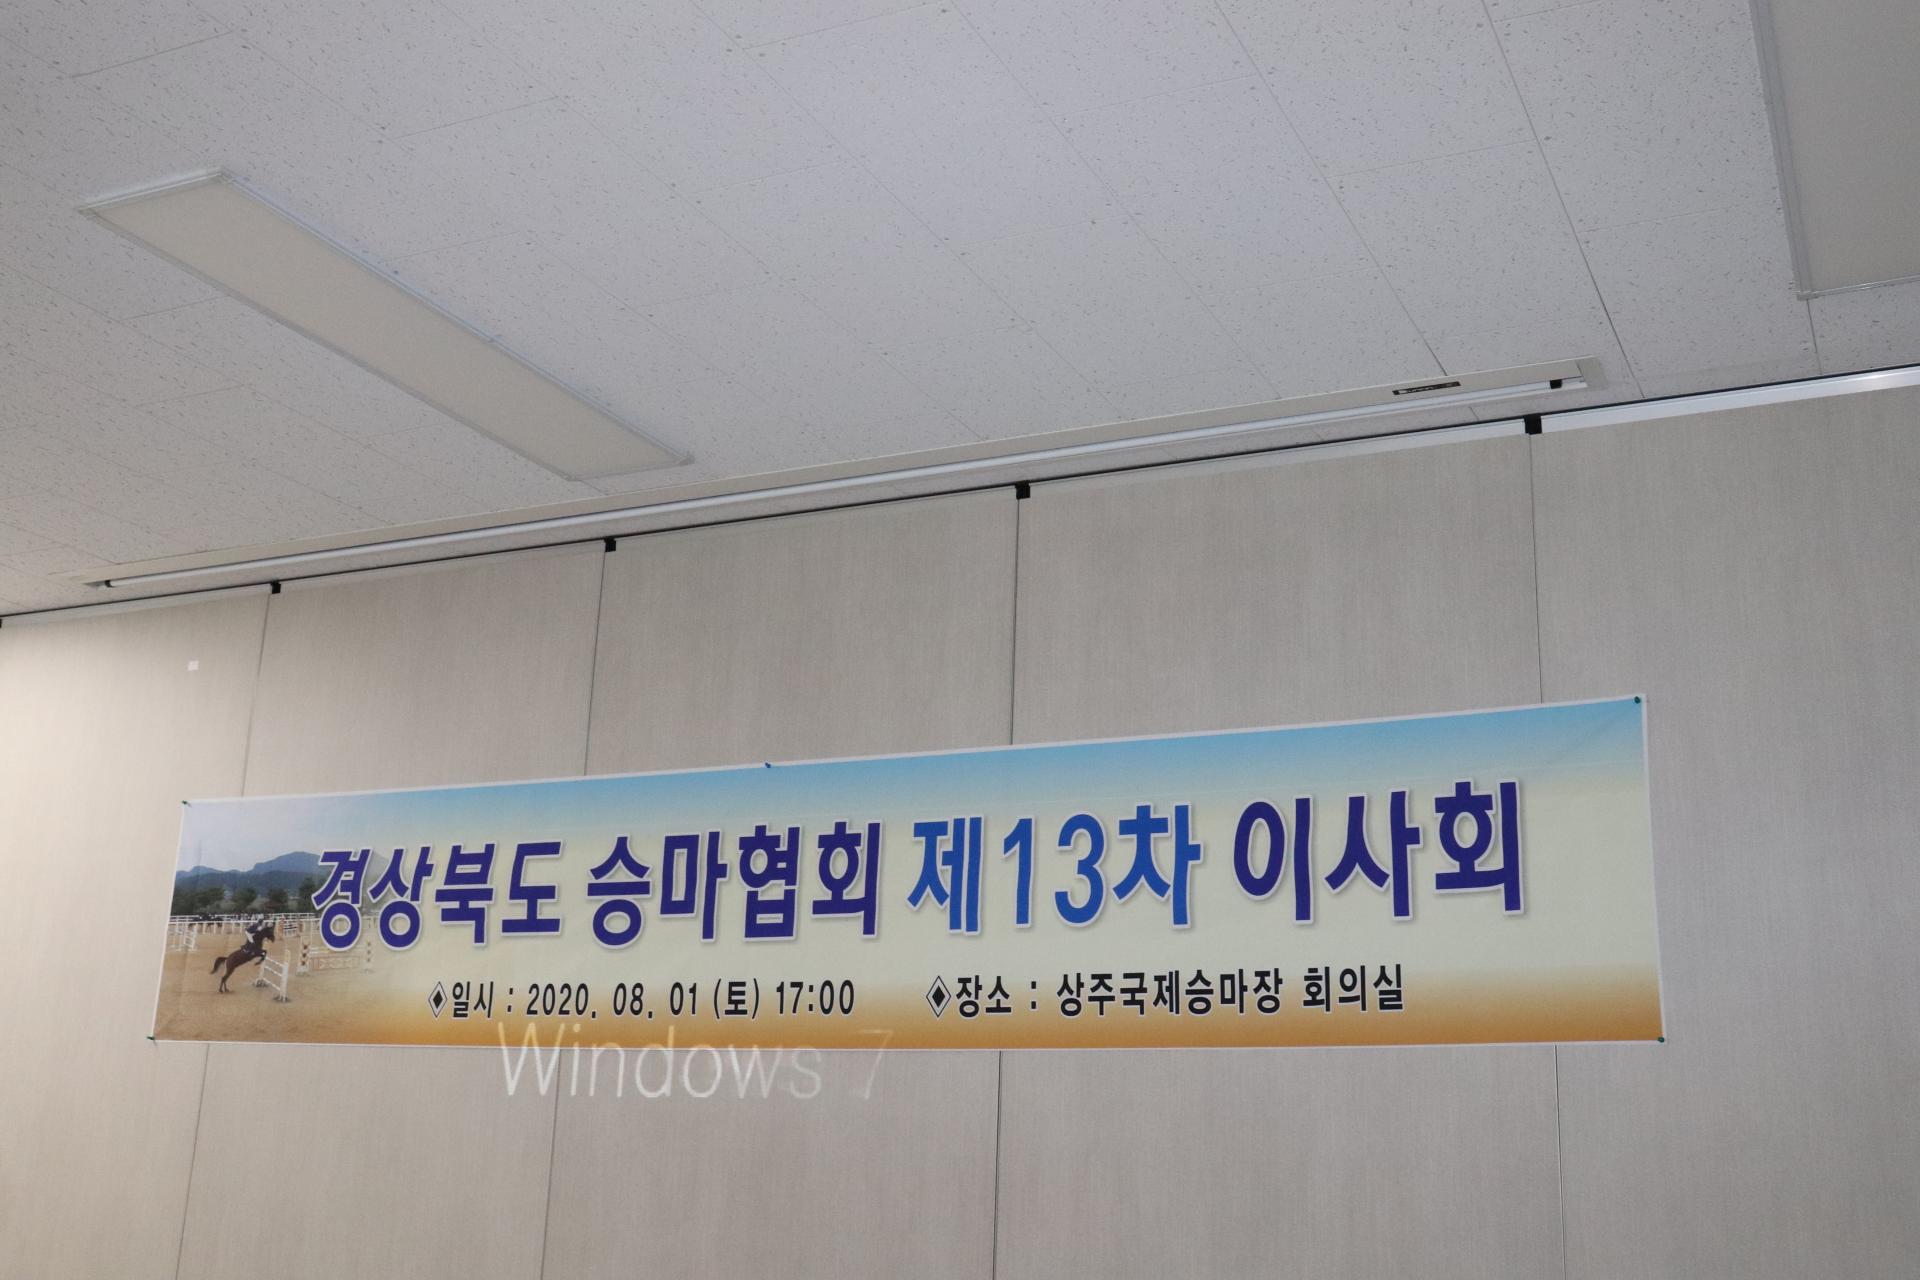 경상북도 승마협회 제13차 이사회
◈일시 : 2020. 08. 01 (토) 17:00 ◈장소 : 상주국제승마장 회의실
Windows 7